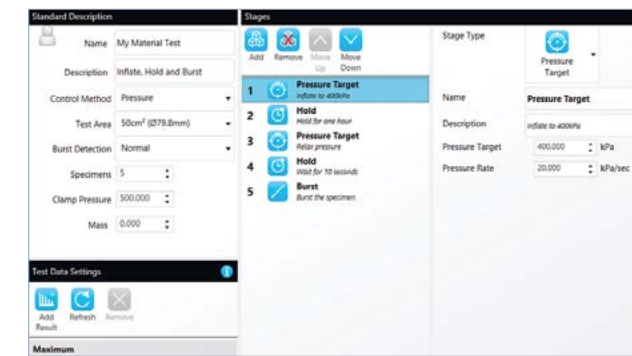 Standard Description
Name My Material Test
Description Inflate, Hold and Burst
Control Method Pressure
Test Area 50cm² (Ø79.8mm)
Burst Detection Normal
Specimens 5
Clamp Pressure 500.000
Mass 0.000
Test Data Settings
Add Result Refresh Remove
Maximum
Stages
Add Remove Move Up Move Down
1 Pressure Target
Inflate to 400kPa
2 Hold
Hold for one hour
3 Pressure Target
Relax pressure
4 Hold
Wait for 10 seconds
5 Burst
Burst the specimen
Stage Type Pressure Target
Name Pressure Target
Description Inflate to 400kPa
Pressure Target 400.000 kPa
Pressure Rate 20.000 kPa/sec